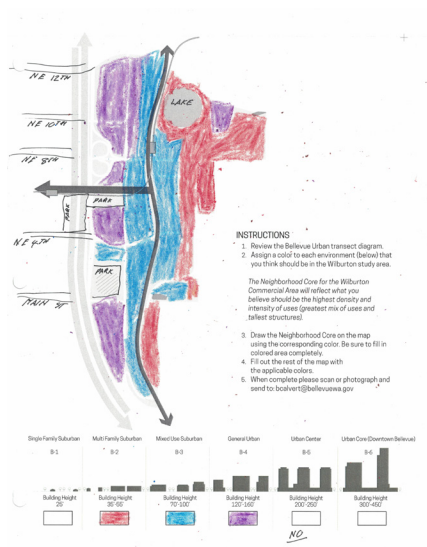 NE 12TH
LAKE
NE 10TH
NE 8TH
PARK
PARK
NE 4TH
PARK
MAIN ST
INSTRUCTIONS
1. Review the Bellevue Urban transect diagram.
2. Assign a color to each environment (below) that
you think should be in the Wilburton study area.
The Neighborhood Core for the Wilburton
Commercial Area will reflect what you
believe should be the highest density and
intensity of uses (greatest mix of uses and
tallest structures).
3. Draw the Neighborhood Core on the map
using the corresponding color. Be sure to fill in
colored area completely.
4. Fill out the rest of the map with
the applicable colors.
5. When complete please scan or photograph and
send to: bcalvert@bellevuewa.gov
Single Family Suburban Multi Family Suburban Mixed Use Suburban General Urban Urban Center Urban Core (Downtown Bellevue)
B-1 B-2 B-3 B-4 B-5 B-6
Building Height Building Height Building Height Building Height Building Height Building Height
25' 35'-65' 70'-100' 120'-160' 200'-250' 300'-450'
NO